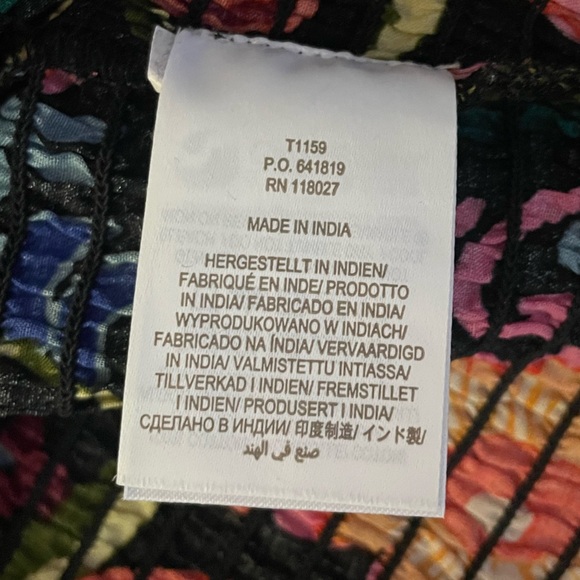 T1159
P.O. 641819
RN 118027
MADE IN INDIA
HERGESTELLT IN INDIEN/
FABRIQUÉ EN INDE/ PRODOTTO
IN INDIA/ FABRICADO EN INDIA/
WYPRODUKOWANO W INDIACH/
FABRICADO NA ÍNDIA/ VERVAARDIGD
IN INDIA/ VALMISTETTU INTIASSA/
TILLVERKAD I INDIEN/ FREMSTILLET
I INDIEN/ PRODUSERT I INDIA/
СДЕЛАНО В ИНДИИ/ 印度制造/ インド製/
صنع في الهند